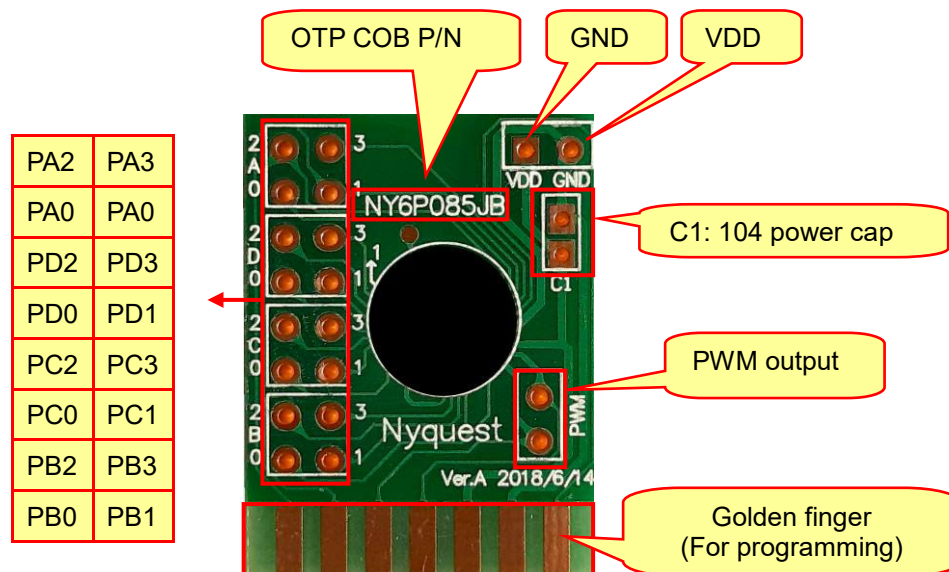 OTP COB P/N
GND
VDD
PA2 PA3
PA0 PA0
PD2 PD3
PD0 PD1
PC2 PC3
PC0 PC1
PB2 PB3
PB0 PB1
2 3
A
0 1
VDD GND
NY6P085JB
2 3
D
0 1
1
C1
C1: 104 power cap
2 3
C
0 1
PWM output
2 3
B
0 1
PWM
Nyquest
Ver.A 2018/6/14
Golden finger
(For programming)